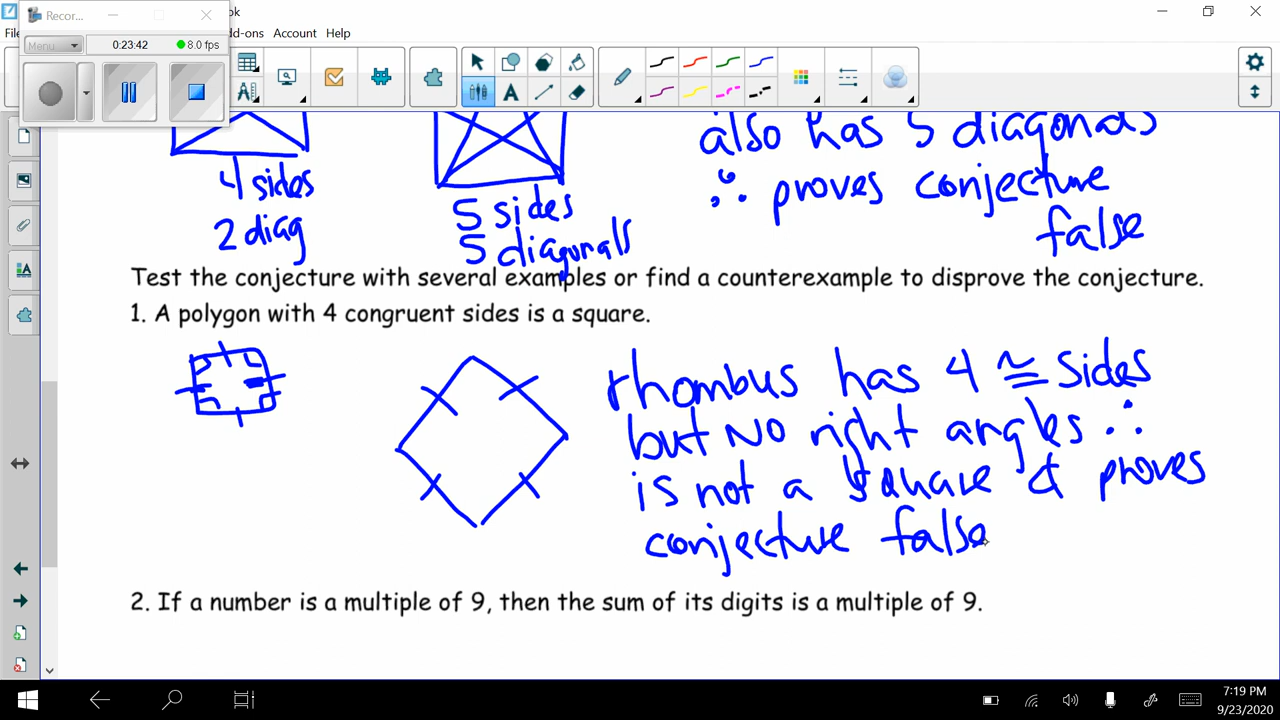 Recor...
ok
Menu
0:23:42
8.0 fps
dd-ons Account Help
also has 5 diagonals
∴ proves conjecture
false
4 sides
2 diag
5 sides
5 diagonals
Test the conjecture with several examples or find a counterexample to disprove the conjecture.
1. A polygon with 4 congruent sides is a square.
rhombus has 4 ≅ sides
but NO right angles ∴
is not a square & proves
conjecture false
2. If a number is a multiple of 9, then the sum of its digits is a multiple of 9.
7:19 PM
9/23/2020